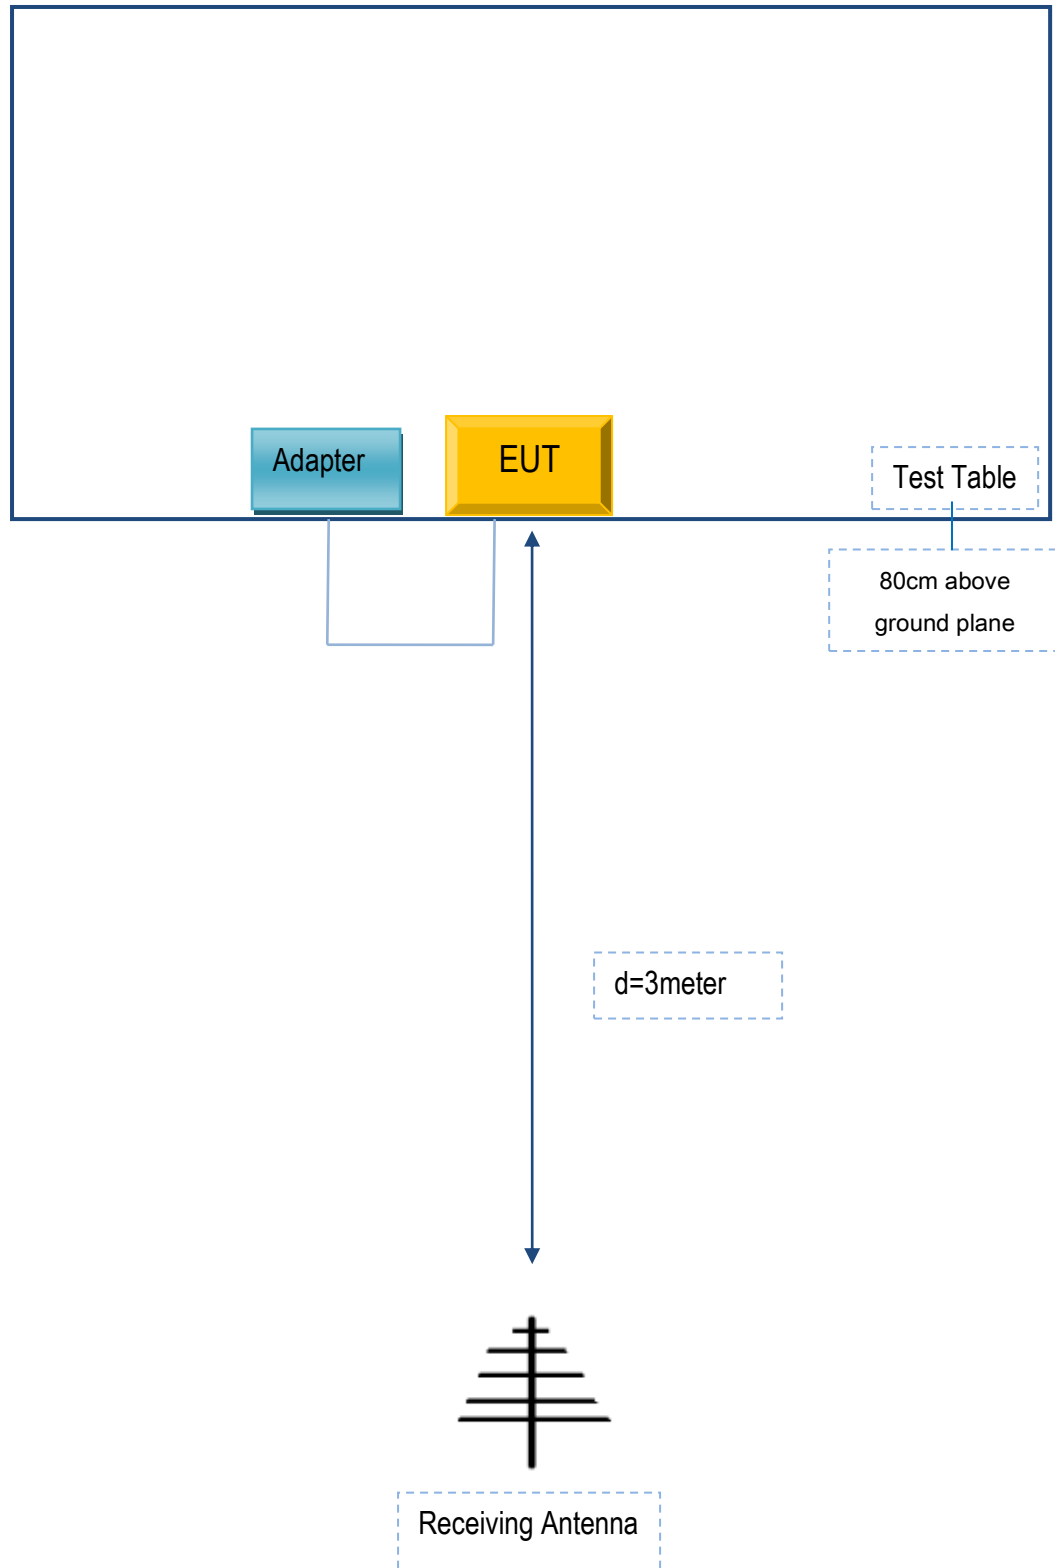 Adapter
EUT
Test Table
80cm above
ground plane
d=3meter
Receiving Antenna